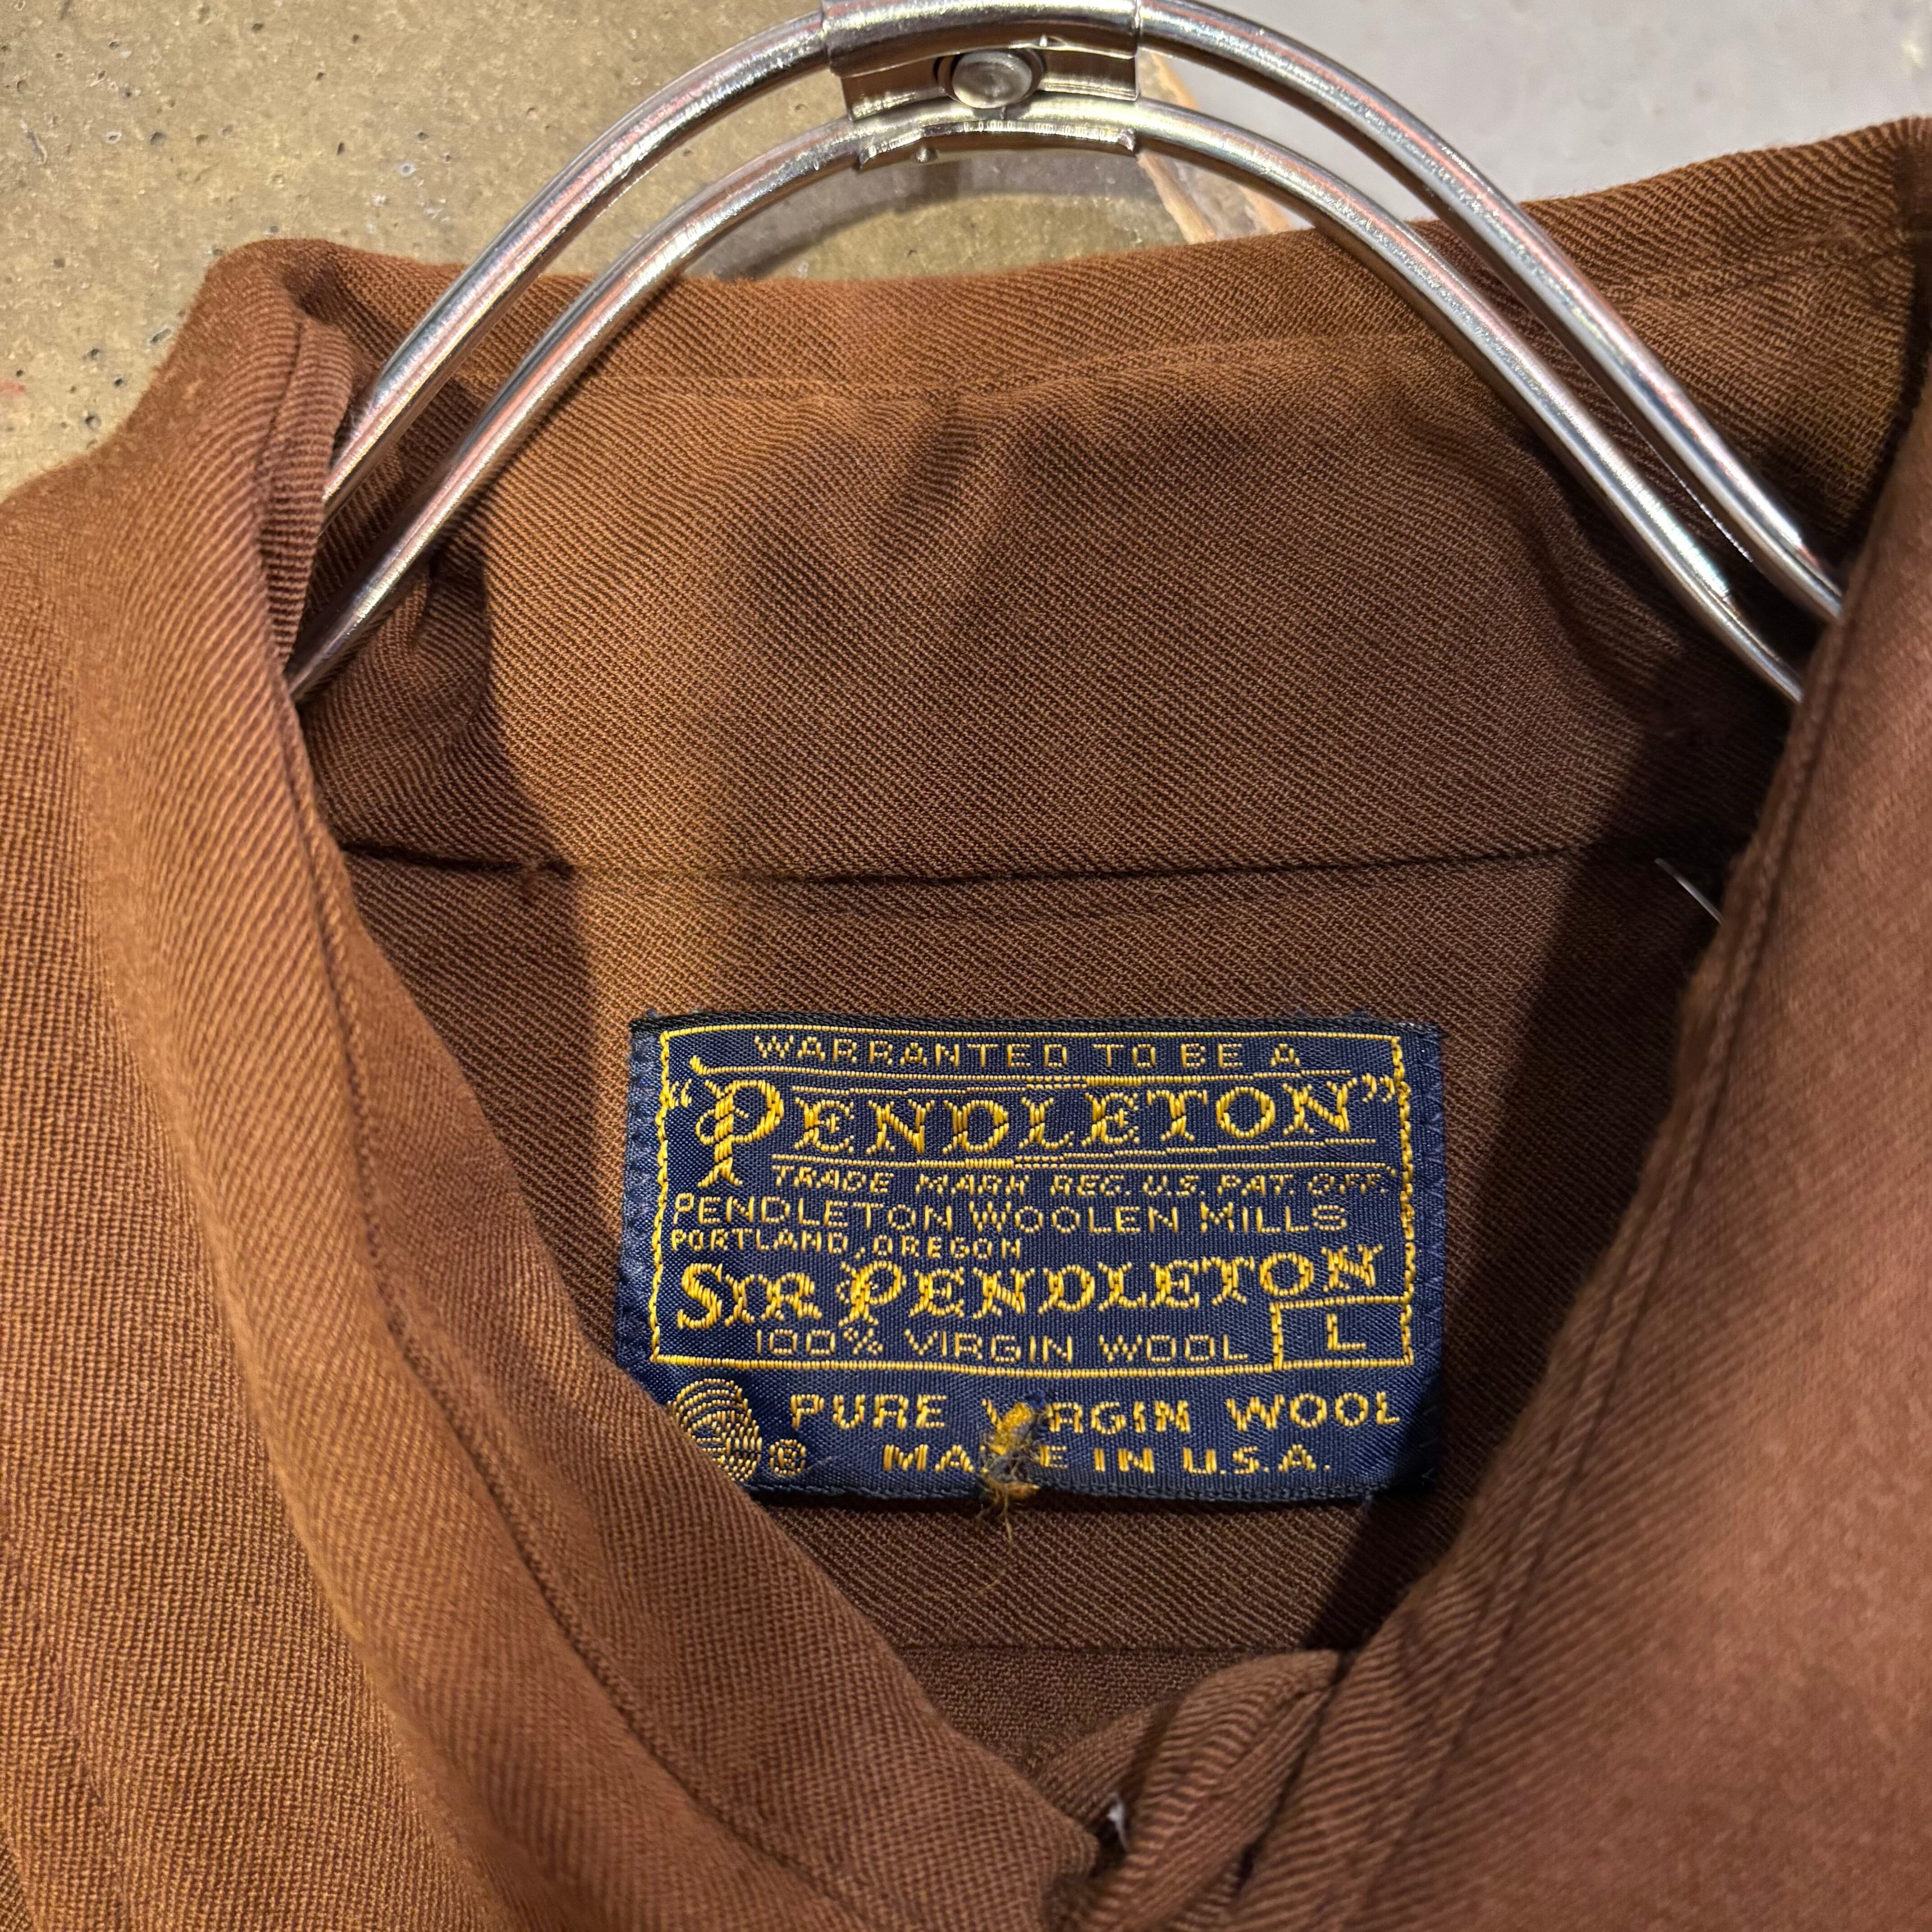 WARRANTED TO BE A
"PENDLETON"
TRADE MARK REG. U.S. PAT. OFF.
PENDLETON WOOLEN MILLS
PORTLAND, OREGON
SIR PENDLETON
100% VIRGIN WOOL L
PURE VIRGIN WOOL
® MADE IN U.S.A.